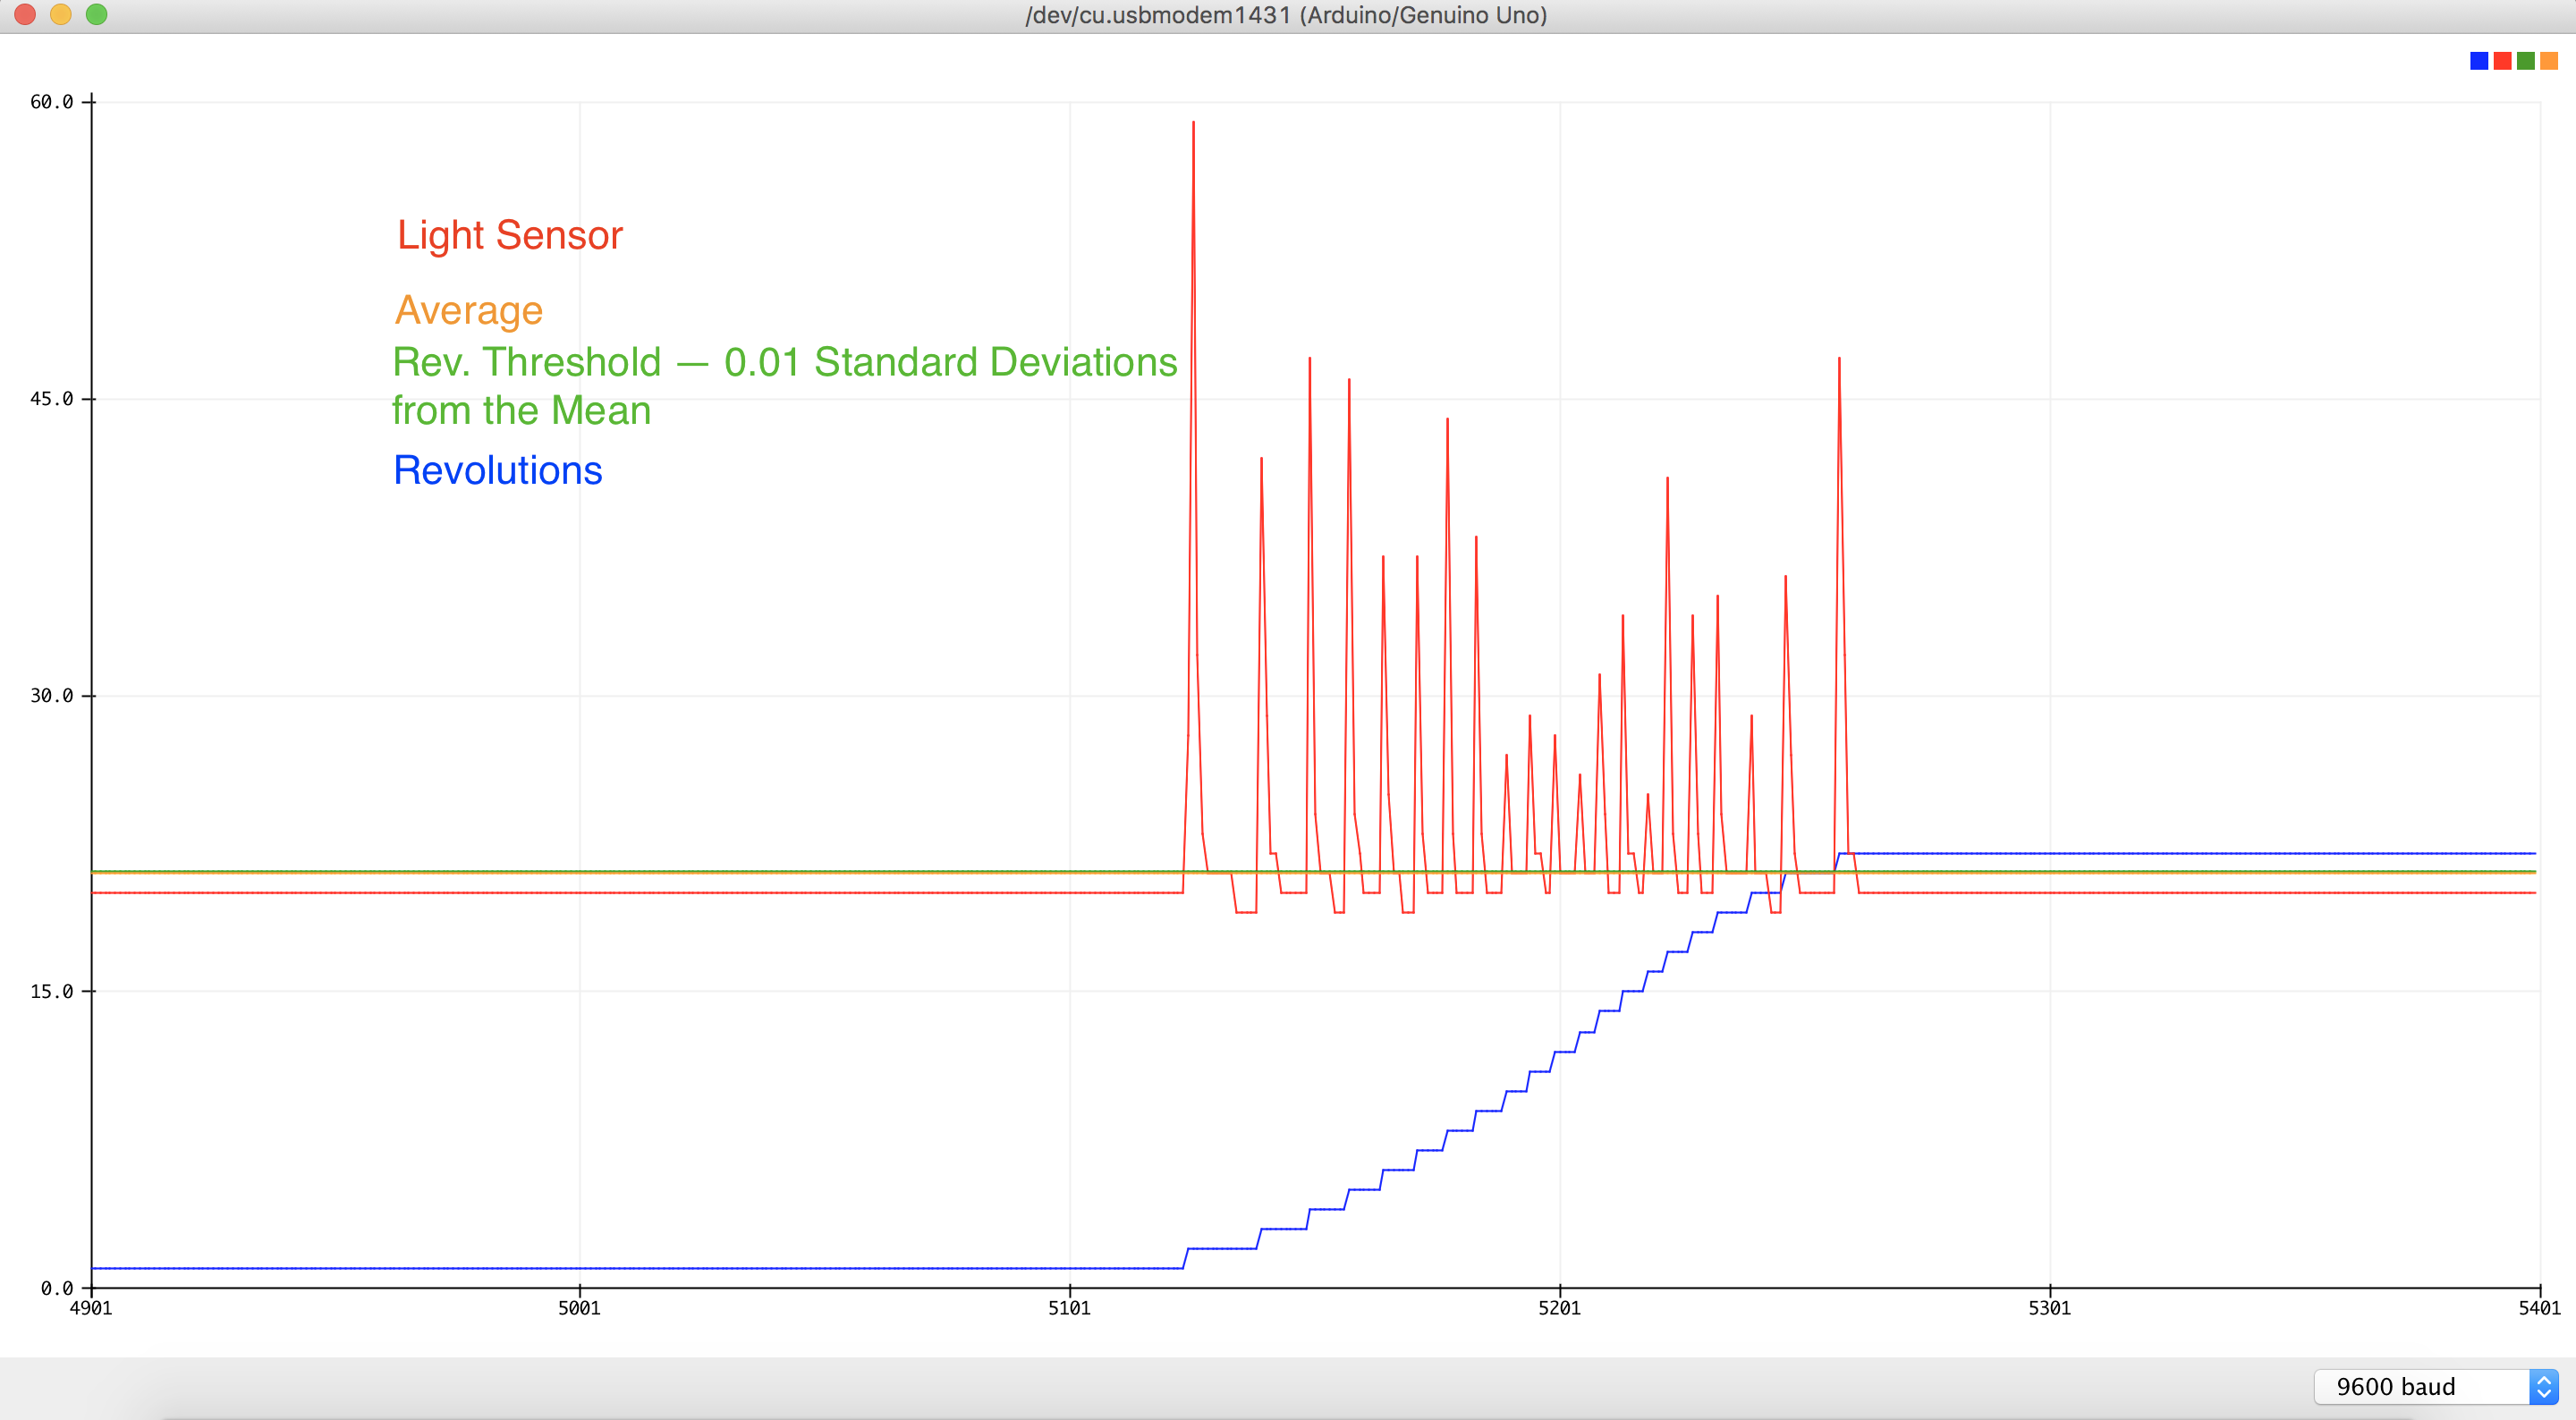 /dev/cu.usbmodem1431 (Arduino/Genuino Uno)
60.0
Light Sensor
Average
Rev. Threshold — 0.01 Standard Deviations
from the Mean
45.0
Revolutions
30.0
15.0
0.0
4901 5001 5101 5201 5301 5401
9600 baud